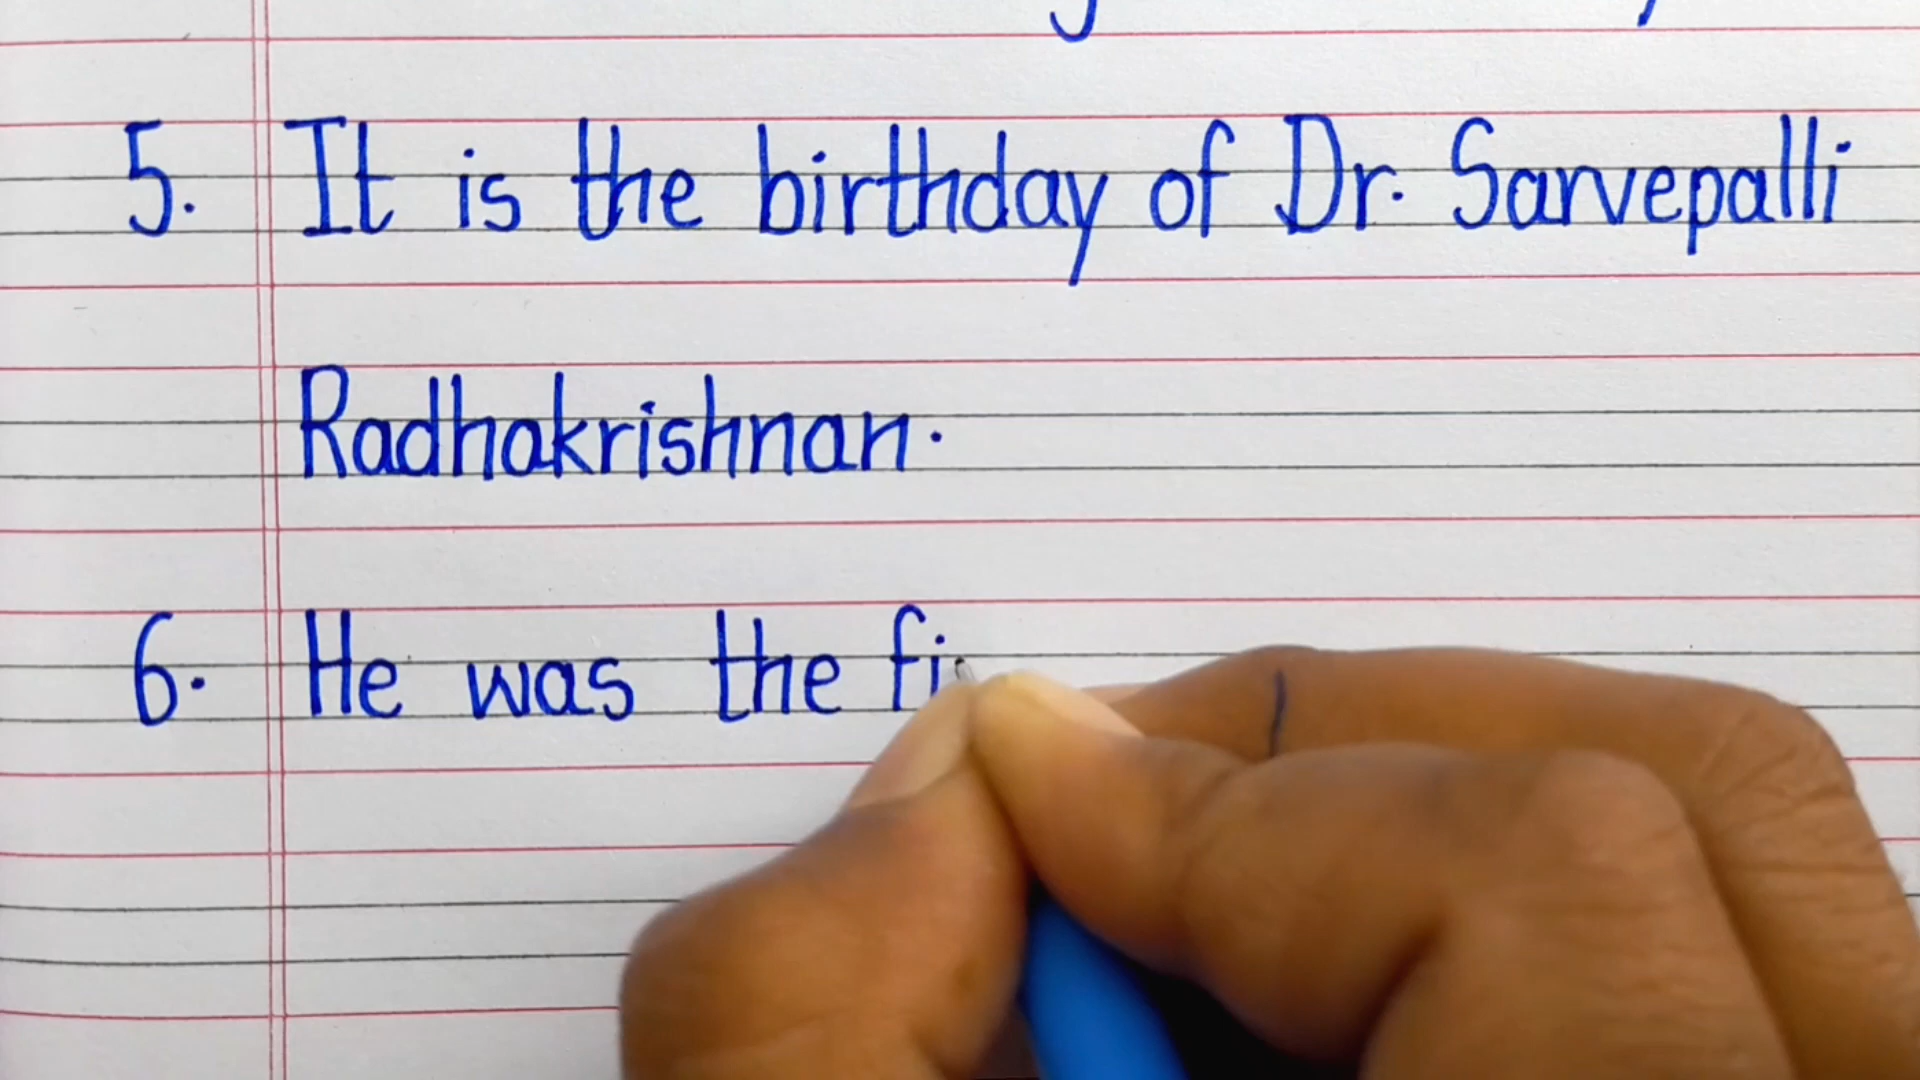 5. It is the birthday of Dr. Sarvepalli
Radhakrishnan.
6. He was the fi